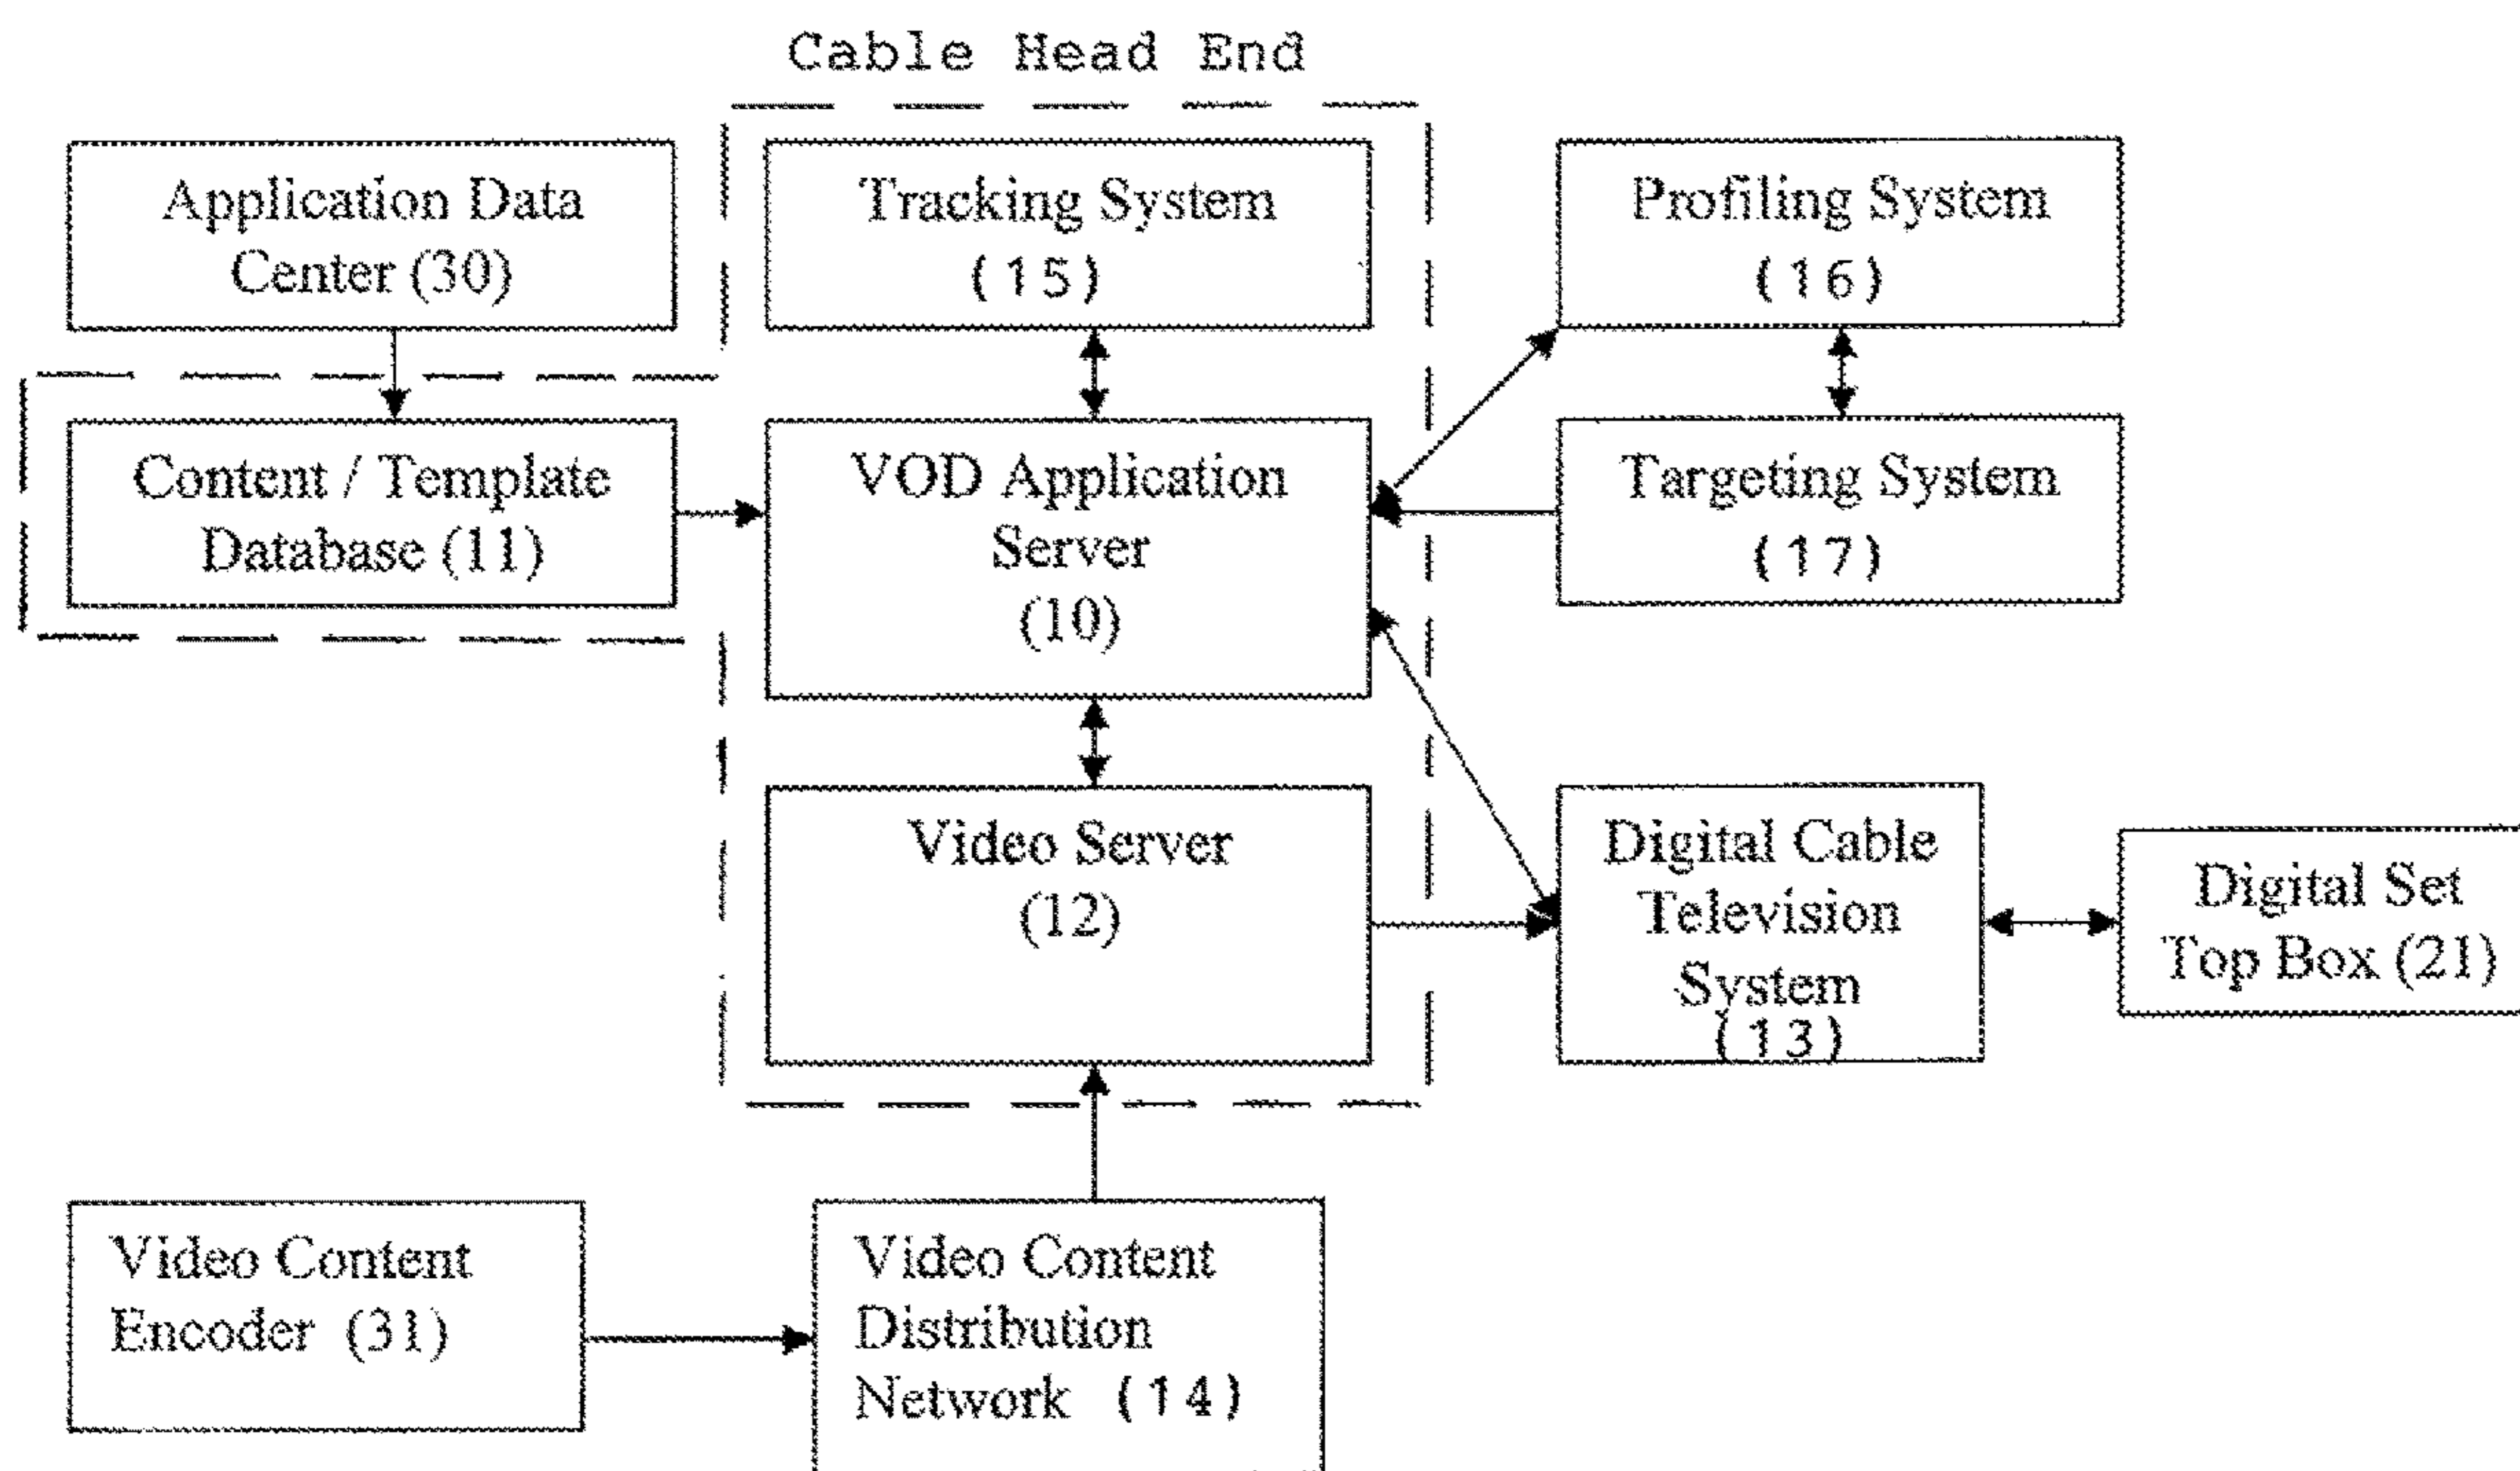 Cable Head End
Application Data
Center (30)
Tracking System
(15)
Profiling System
(16)
Content / Template
Database (11)
VOD Application
Server
(10)
Targeting System
(17)
Video Server
(12)
Digital Cable
Television
System
(13)
Digital Set
Top Box (21)
Video Content
Encoder (31)
Video Content
Distribution
Network (14)